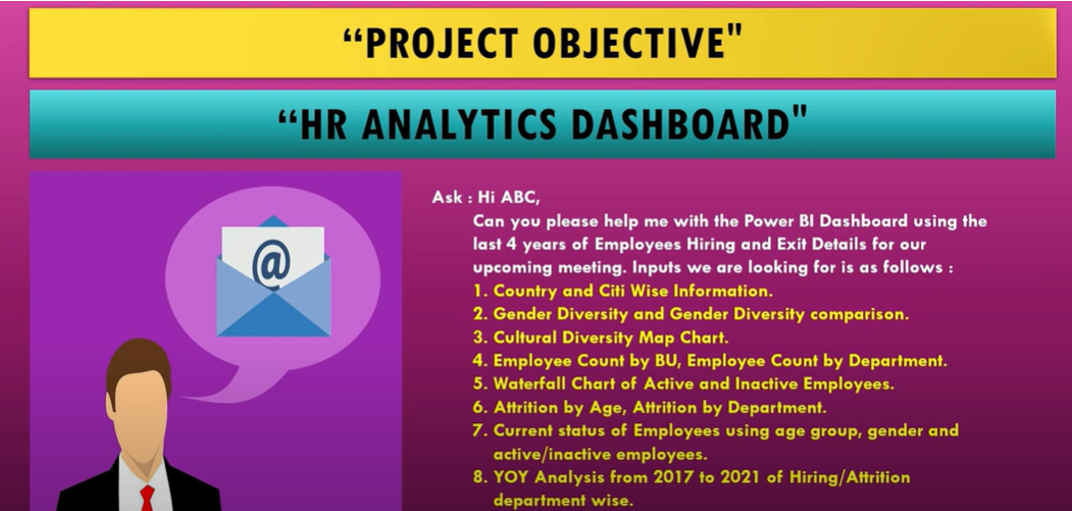 “PROJECT OBJECTIVE"
“HR ANALYTICS DASHBOARD"
@
Ask : Hi ABC,
Can you please help me with the Power BI Dashboard using the
last 4 years of Employees Hiring and Exit Details for our
upcoming meeting. Inputs we are looking for is as follows :
1. Country and Citi Wise Information.
2. Gender Diversity and Gender Diversity comparison.
3. Cultural Diversity Map Chart.
4. Employee Count by BU, Employee Count by Department.
5. Waterfall Chart of Active and Inactive Employees.
6. Attrition by Age, Attrition by Department.
7. Current status of Employees using age group, gender and
active/inactive employees.
8. YOY Analysis from 2017 to 2021 of Hiring/Attrition
department wise.